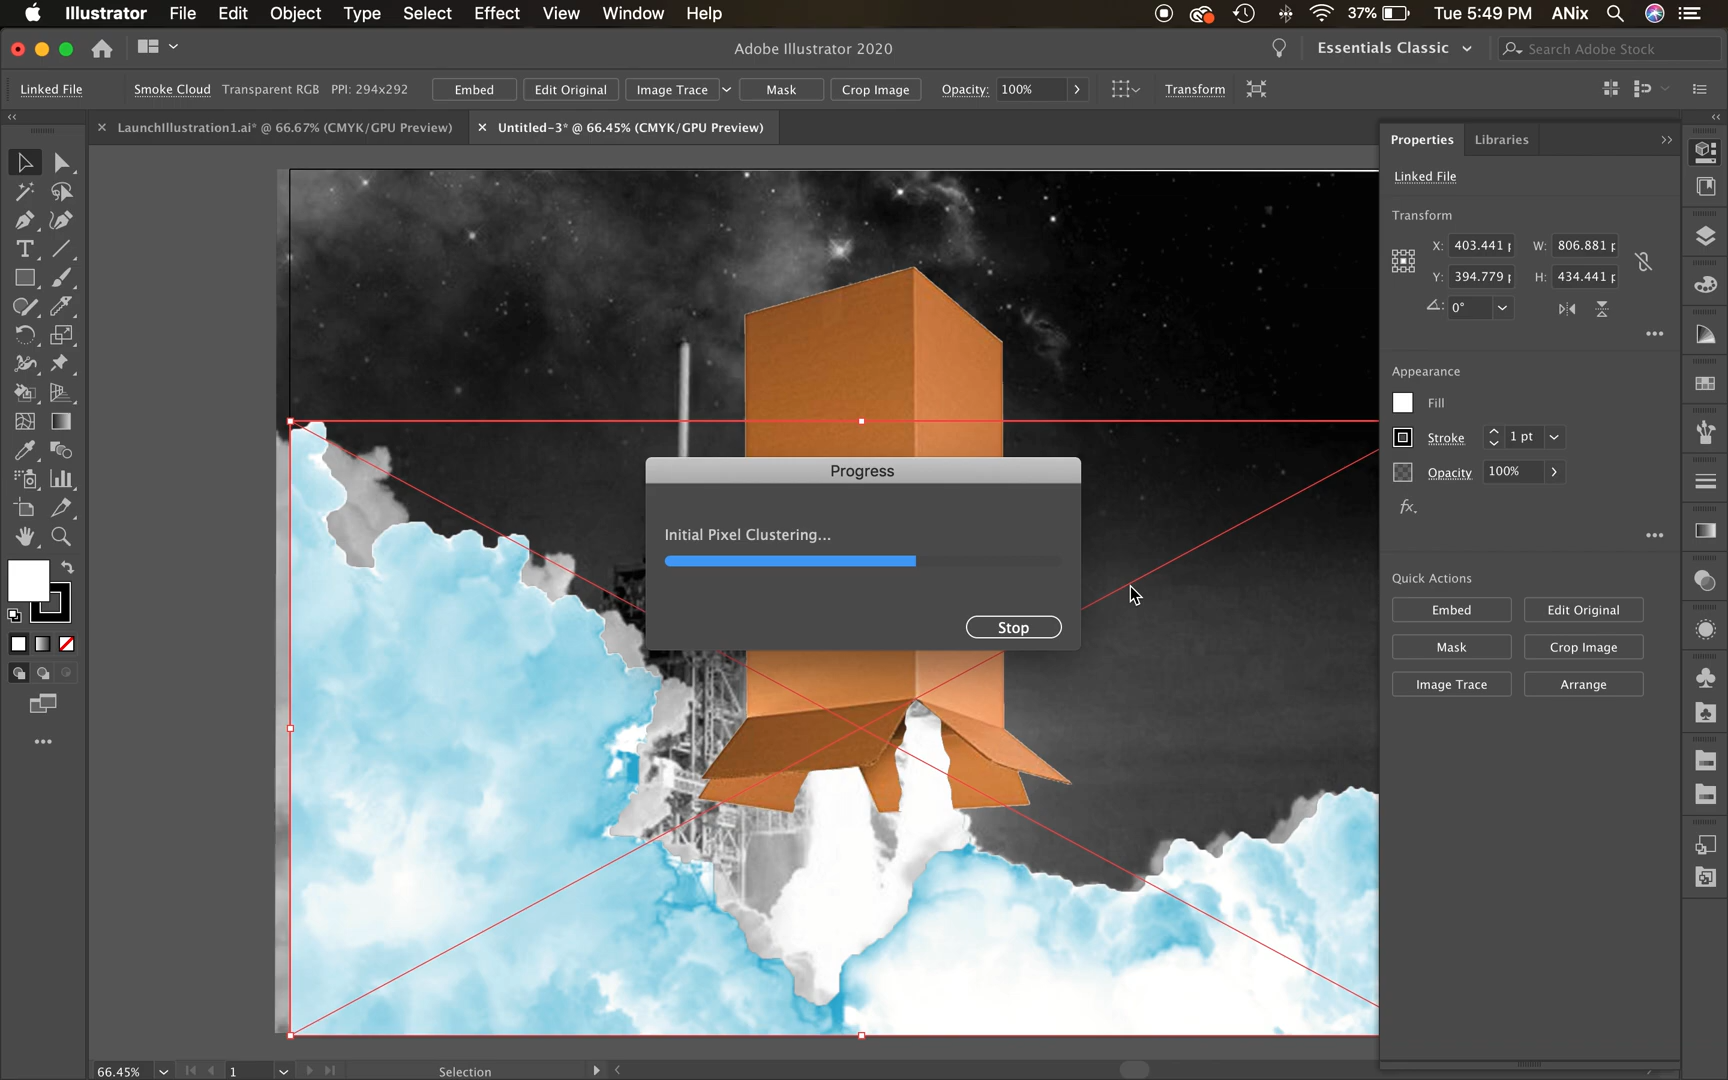 Illustrator File Edit Object Type Select Effect View Window Help 37% Tue 5:49 PM ANix
Adobe Illustrator 2020 Essentials Classic Search Adobe Stock
Linked File Smoke Cloud Transparent RGB PPI: 294x292 Embed Edit Original Image Trace Mask Crop Image Opacity: 100% Transform
LaunchIllustration1.ai* @ 66.67% (CMYK/GPU Preview) Untitled-3* @ 66.45% (CMYK/GPU Preview)
Properties Libraries
Linked File
Transform
X: 403.441 W: 806.881
Y: 394.779 H: 434.441
0°
Appearance
Fill
Stroke 1 pt
Opacity 100%
fx.
Progress
Initial Pixel Clustering...
Stop
Quick Actions
Embed Edit Original
Mask Crop Image
Image Trace Arrange
66.45% 1 Selection